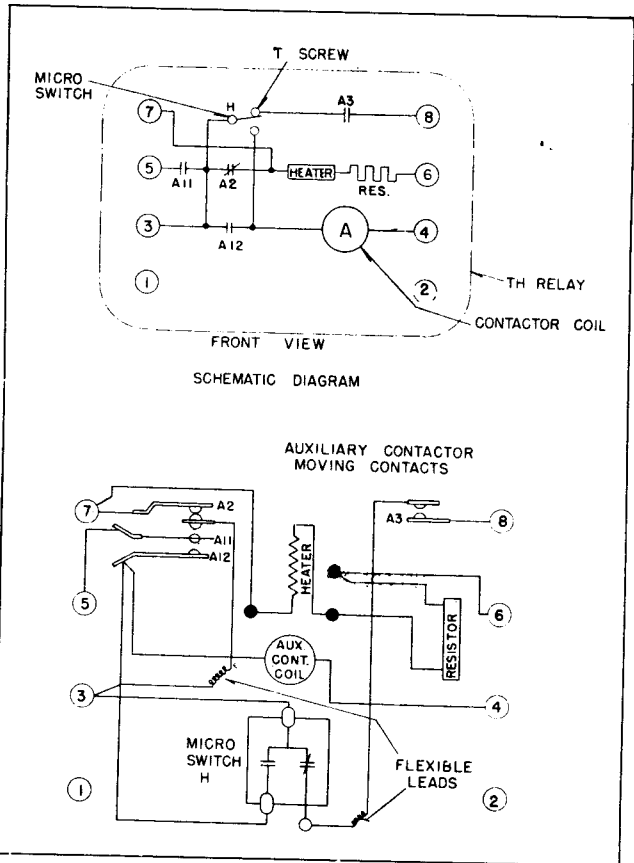 T SCREW
MICRO
SWITCH
H
A3
7
8
5
A11
A2
HEATER
RES.
6
3
A12
A
4
1
2
TH RELAY
CONTACTOR COIL
FRONT VIEW
SCHEMATIC DIAGRAM
AUXILIARY CONTACTOR
MOVING CONTACTS
7
A2
A3
8
A11
A12
HEATER
5
6
RESISTOR
AUX.
CONT.
COIL
3
4
MICRO
SWITCH
H
FLEXIBLE
LEADS
1
2